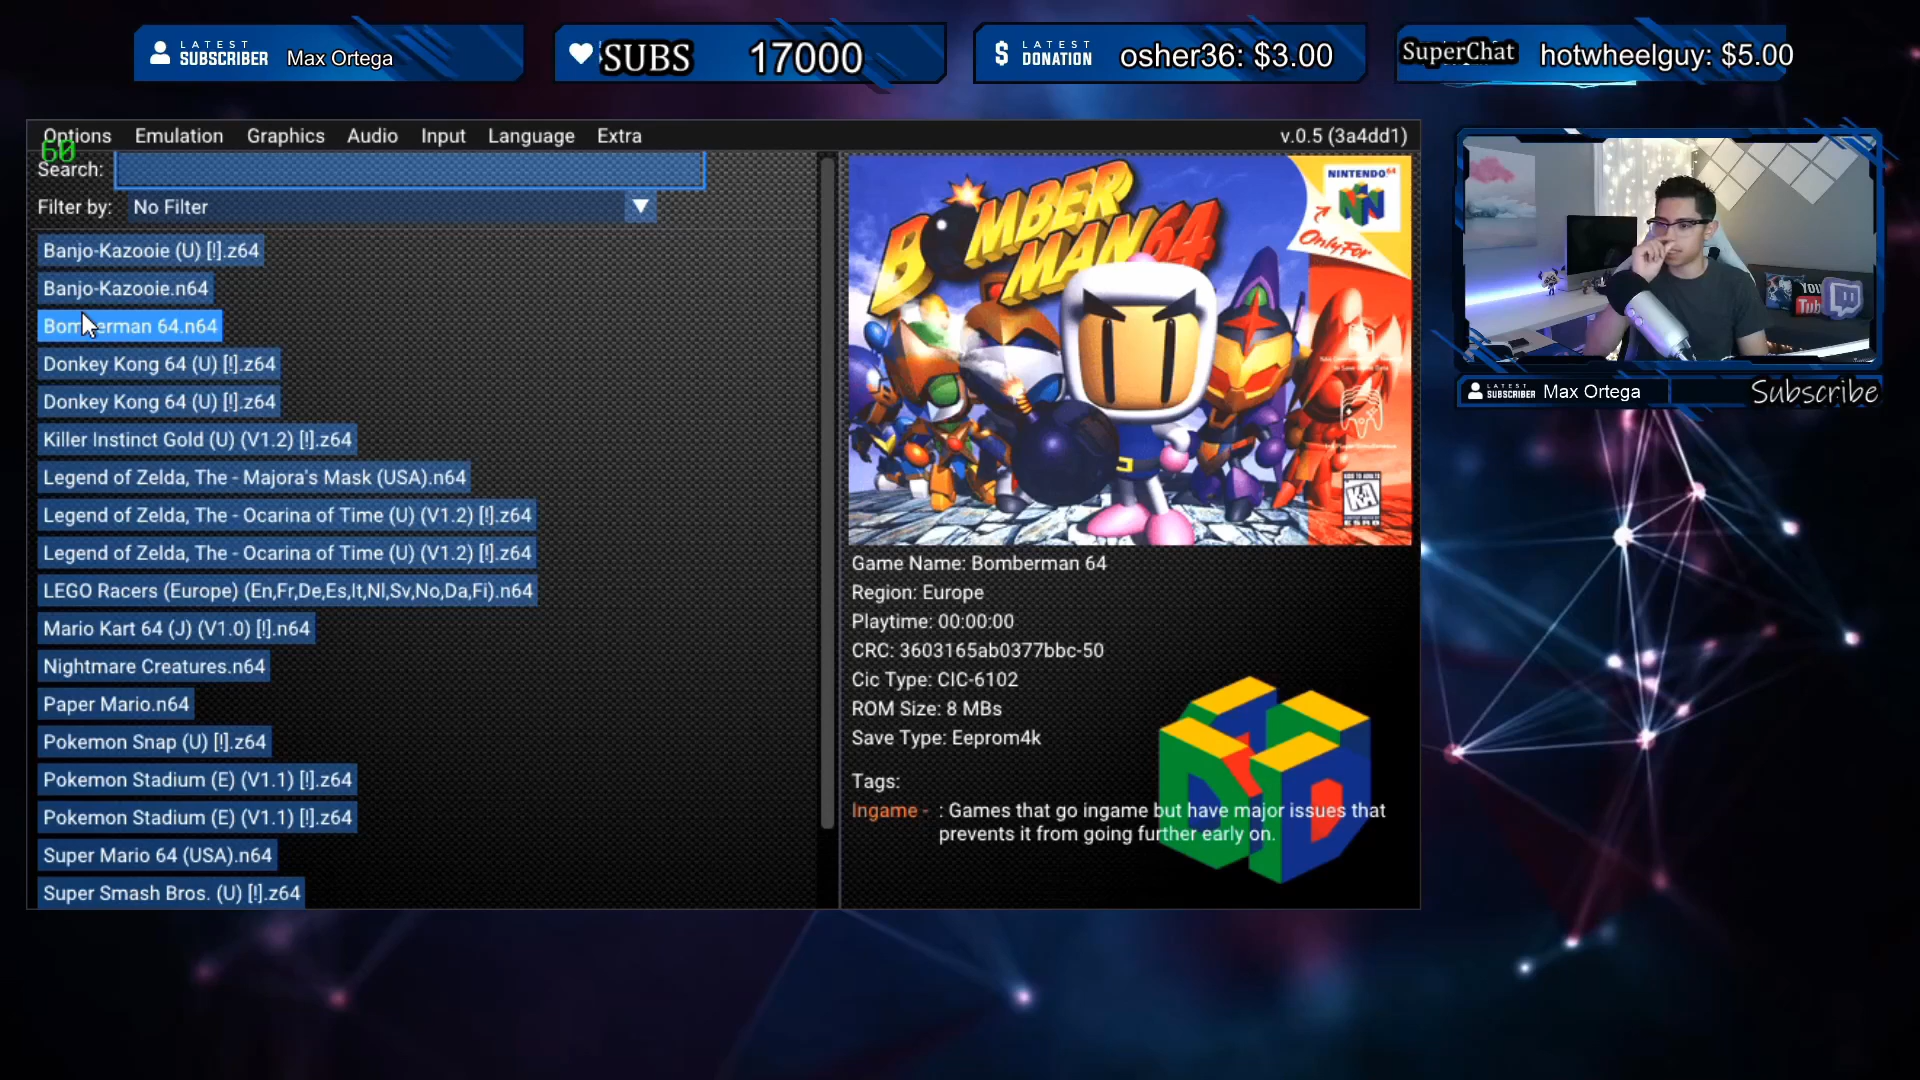 LATEST
SUBSCRIBER Max Ortega
SUBS 17000
LATEST
DONATION osher36: $3.00
SuperChat hotwheelguy: $5.00
Options Emulation Graphics Audio Input Language Extra v.0.5 (3a4dd1)
60
Search:
Filter by: No Filter
Banjo-Kazooie (U) [!].z64
Banjo-Kazooie.n64
Bomberman 64.n64
Donkey Kong 64 (U) [!].z64
Donkey Kong 64 (U) [!].z64
Killer Instinct Gold (U) (V1.2) [!].z64
Legend of Zelda, The - Majora's Mask (USA).n64
Legend of Zelda, The - Ocarina of Time (U) (V1.2) [!].z64
Legend of Zelda, The - Ocarina of Time (U) (V1.2) [!].z64
LEGO Racers (Europe) (En,Fr,De,Es,It,Nl,Sv,No,Da,Fi).n64
Mario Kart 64 (J) (V1.0) [!].n64
Nightmare Creatures.n64
Paper Mario.n64
Pokemon Snap (U) [!].z64
Pokemon Stadium (E) (V1.1) [!].z64
Pokemon Stadium (E) (V1.1) [!].z64
Super Mario 64 (USA).n64
Super Smash Bros. (U) [!].z64
BOMBER
MAN 64
NINTENDO 64
Only For
K-A
ESRB
Game Name: Bomberman 64
Region: Europe
Playtime: 00:00:00
CRC: 3603165ab0377bbc-50
Cic Type: CIC-6102
ROM Size: 8 MBs
Save Type: Eeprom4k
Tags:
Ingame - : Games that go ingame but have major issues that
prevents it from going further early on.
You
Tube
LATEST
SUBSCRIBER Max Ortega
Subscribe